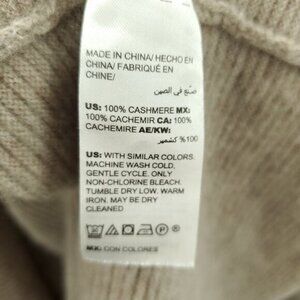 MADE IN CHINA/ HECHO EN
CHINA/ FABRIQUÉ EN
CHINE/
صنع في الصين
US: 100% CASHMERE MX:
100% CACHEMIR CA: 100%
CACHEMIRE AE/KW:
100% كشمير
US: WITH SIMILAR COLORS.
MACHINE WASH COLD,
GENTLE CYCLE. ONLY
NON-CHLORINE BLEACH.
TUMBLE DRY LOW. WARM
IRON. MAY BE DRY
CLEANED
CON COLORES